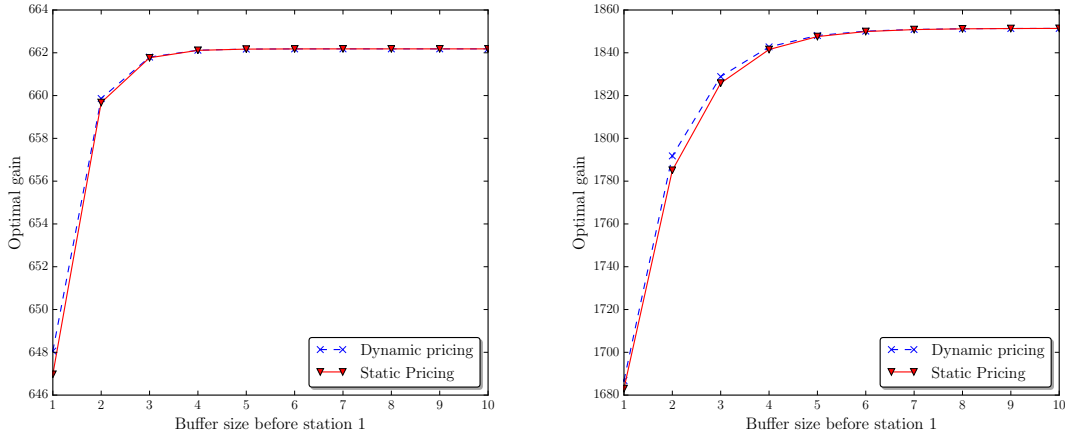 664
662
660
658
656
654
652
650
648
646
Optimal gain
1 2 3 4 5 6 7 8 9 10
Buffer size before station 1
Dynamic pricing
Static Pricing
1860
1840
1820
1800
1780
1760
1740
1720
1700
1680
Optimal gain
1 2 3 4 5 6 7 8 9 10
Buffer size before station 1
Dynamic pricing
Static Pricing